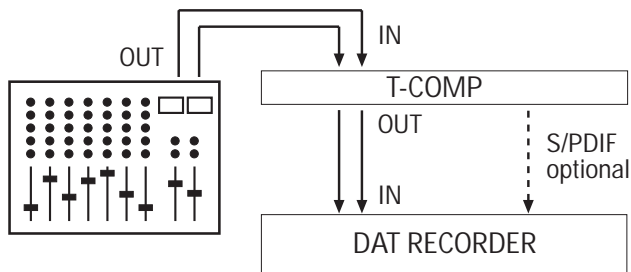 OUT
IN
T-COMP
OUT
S/PDIF
optional
IN
DAT RECORDER